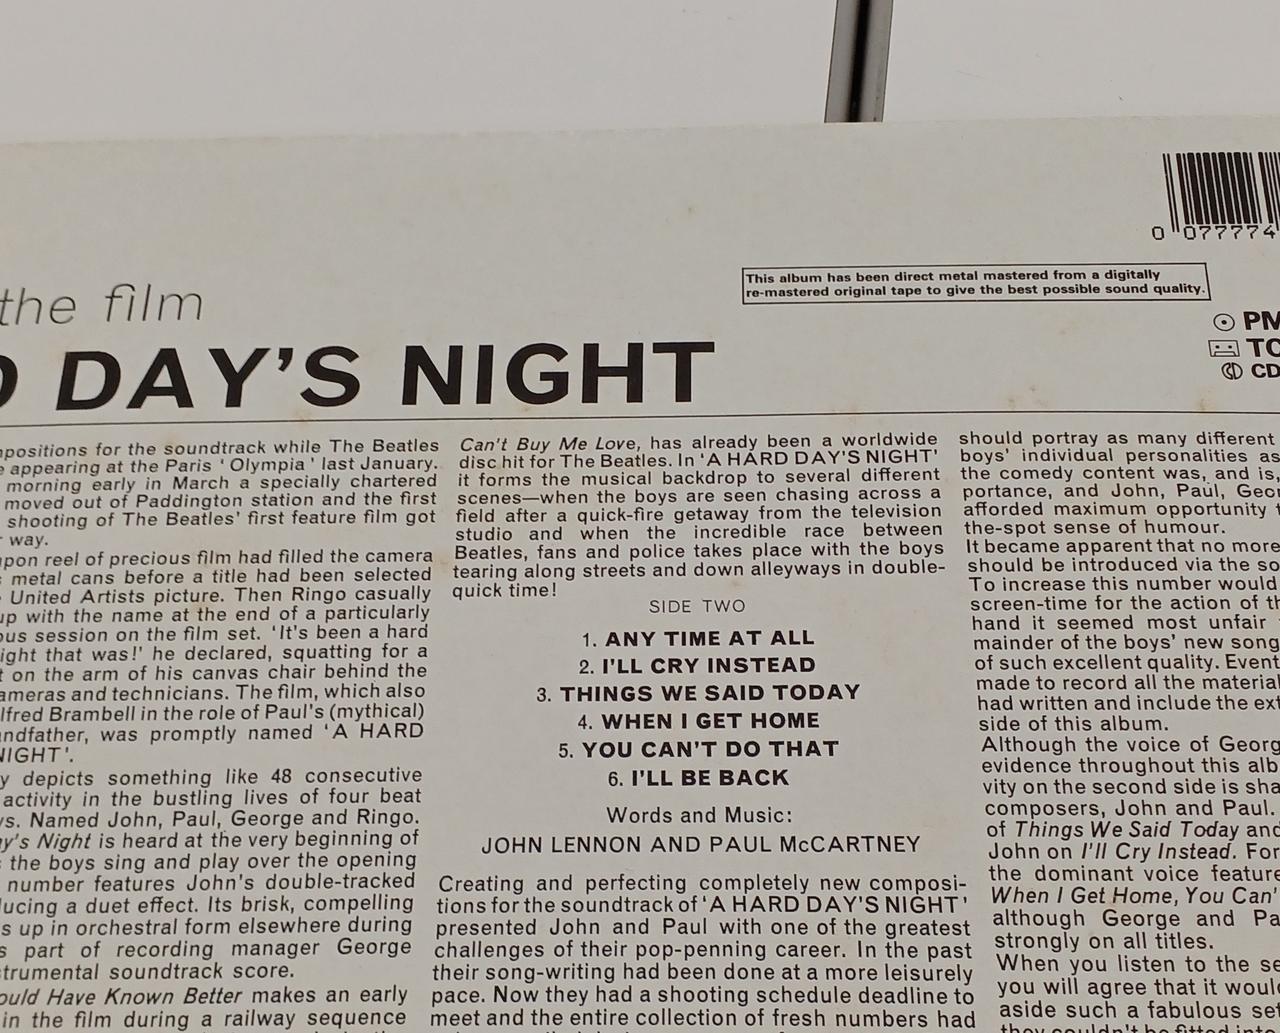 0 077774
This album has been direct metal mastered from a digitally
re-mastered original tape to give the best possible sound quality.
the film
DAY'S NIGHT
PM
TC
CD
for the soundtrack while The Beatles
appearing at the Paris ‘Olympia’ last January.
morning early in March a specially chartered
moved out of Paddington station and the first
shooting of The Beatles' first feature film got
way.
reel of precious film had filled the camera
metal cans before a title had been selected
United Artists picture. Then Ringo casually
up with the name at the end of a particularly
session on the film set. ‘It's been a hard
that was!’ he declared, squatting for a
on the arm of his canvas chair behind the
and technicians. The film, which also
Brambell in the role of Paul's (mythical)
was promptly named ‘A HARD
NIGHT’.
depicts something like 48 consecutive
activity in the bustling lives of four beat
Named John, Paul, George and Ringo.
Night is heard at the very beginning of
the boys sing and play over the opening
number features John's double-tracked
a duet effect. Its brisk, compelling
up in orchestral form elsewhere during
part of recording manager George
soundtrack score.
Have Known Better makes an early
in the film during a railway sequence
Can't Buy Me Love, has already been a worldwide
disc hit for The Beatles. In ‘A HARD DAY'S NIGHT’
it forms the musical backdrop to several different
scenes—when the boys are seen chasing across a
field after a quick-fire getaway from the television
studio and when the incredible race between
Beatles, fans and police takes place with the boys
tearing along streets and down alleyways in double-
quick time!
SIDE TWO
1. ANY TIME AT ALL
2. I'LL CRY INSTEAD
3. THINGS WE SAID TODAY
4. WHEN I GET HOME
5. YOU CAN'T DO THAT
6. I'LL BE BACK
Words and Music:
JOHN LENNON AND PAUL McCARTNEY
Creating and perfecting completely new composi-
tions for the soundtrack of ‘A HARD DAY'S NIGHT’
presented John and Paul with one of the greatest
challenges of their pop-penning career. In the past
their song-writing had been done at a more leisurely
pace. Now they had a shooting schedule deadline to
meet and the entire collection of fresh numbers had
should portray as many different
boys' individual personalities as
the comedy content was, and is,
portance, and John, Paul,
afforded maximum opportunity
the-spot sense of humour.
It became apparent that no more
should be introduced via the
To increase this number would
screen-time for the action of
hand it seemed most unfair
mainder of the boys' new
of such excellent quality.
made to record all the material
had written and include the
side of this album.
Although the voice of
evidence throughout this
vity on the second side is
composers, John and Paul.
of Things We Said Today and
John on I'll Cry Instead. For
the dominant voice
When I Get Home, You
although George and
strongly on all titles.
When you listen to the
you will agree that it
aside such a fabulous
they couldn't be fitted